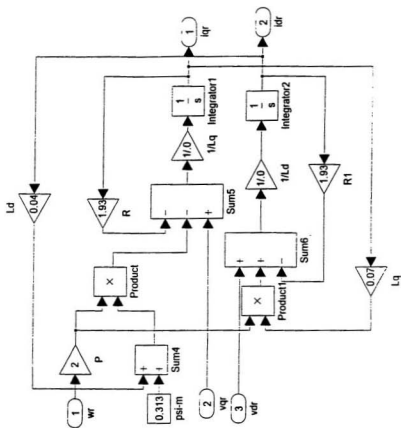 1
iqr
2
idr
1
s
Integrator1
1
s
Integrator2
1/.0
1/Lq
1/.0
1/Ld
Ld
0.04
1.93
R
1.93
R1
−
−
+
Sum5
+
+
−
Sum6
×
Product
×
Product1
0.07
Lq
2
P
+
+
Sum4
1
wr
0.313
psi-m
2
vqr
3
vdr